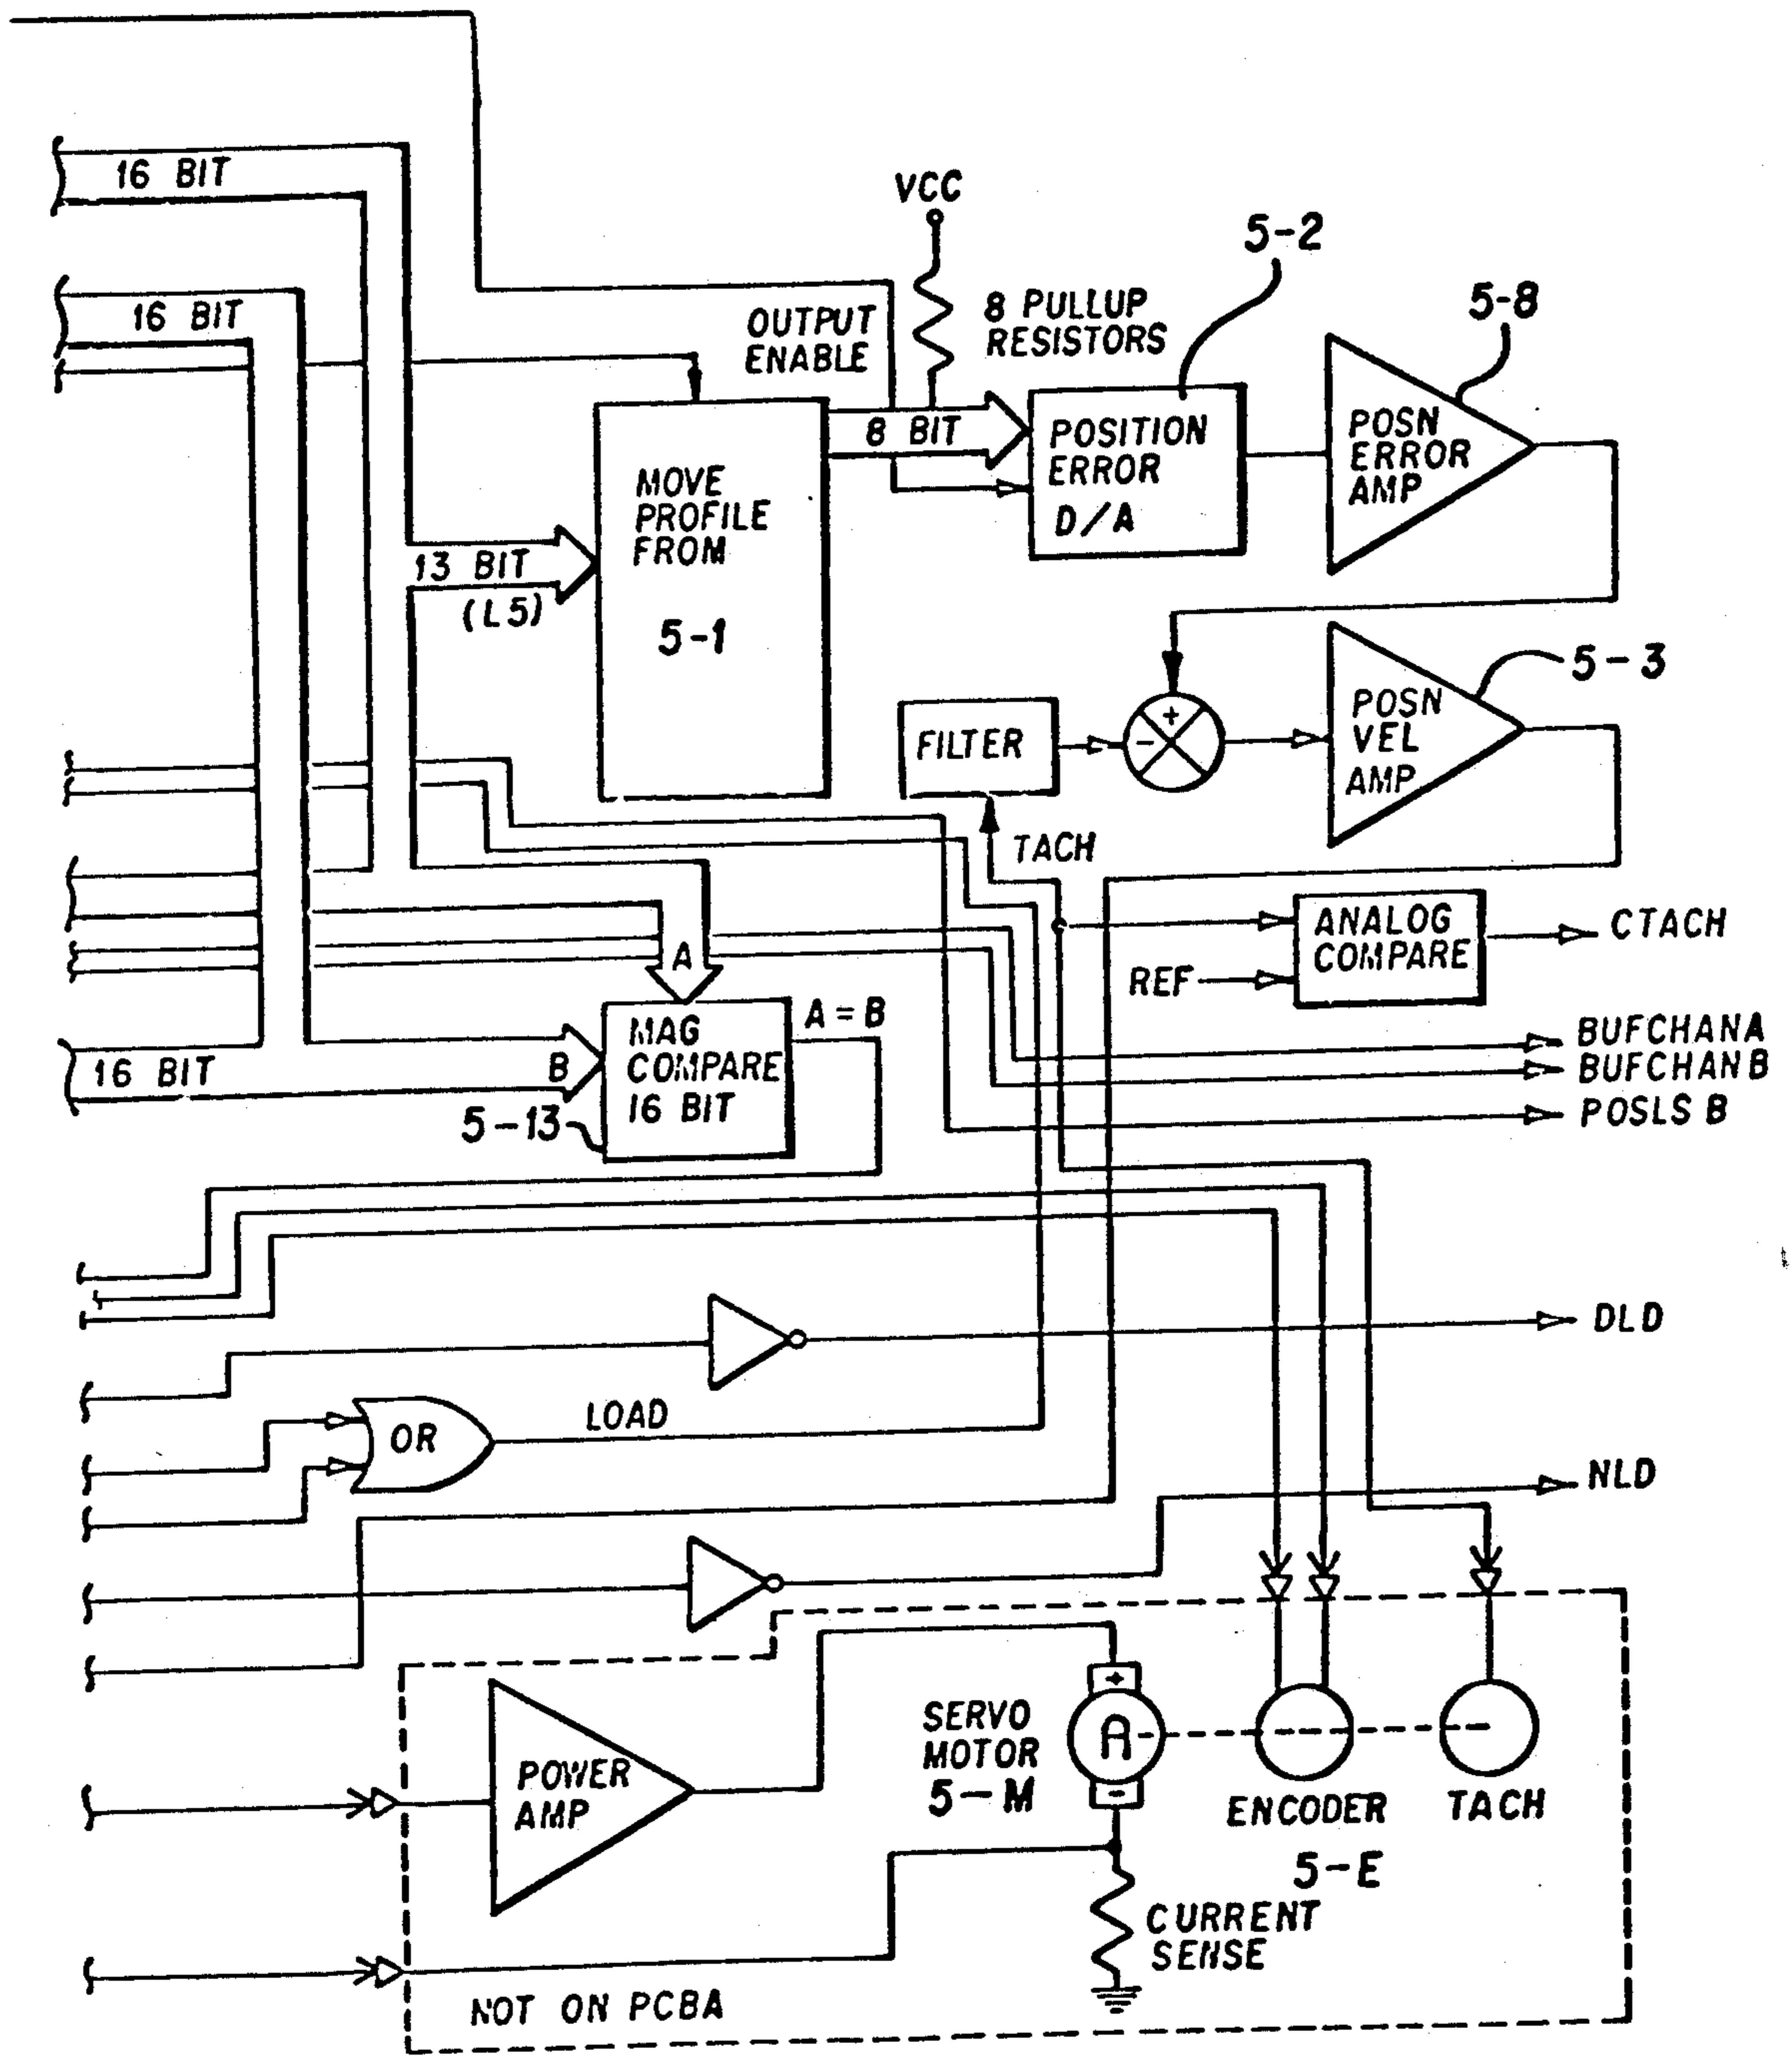 16 BIT
VCC
5-2
16 BIT
OUTPUT
ENABLE
8 PULLUP
RESISTORS
5-8
8 BIT
POSITION
ERROR
D/A
POSN
ERROR
AMP
MOVE
PROFILE
FROM
5-1
13 BIT
(L5)
FILTER
+
-
POSN
VEL
AMP
5-3
TACH
ANALOG
COMPARE
CTACH
REF
A
A = B
MAG
COMPARE
16 BIT
B
16 BIT
5-13
BUFCHANA
BUFCHAN B
POSLS B
DLD
OR
LOAD
NLD
POWER
AMP
SERVO
MOTOR
5-M
+
A
-
ENCODER
5-E
TACH
CURRENT
SENSE
NOT ON PCBA